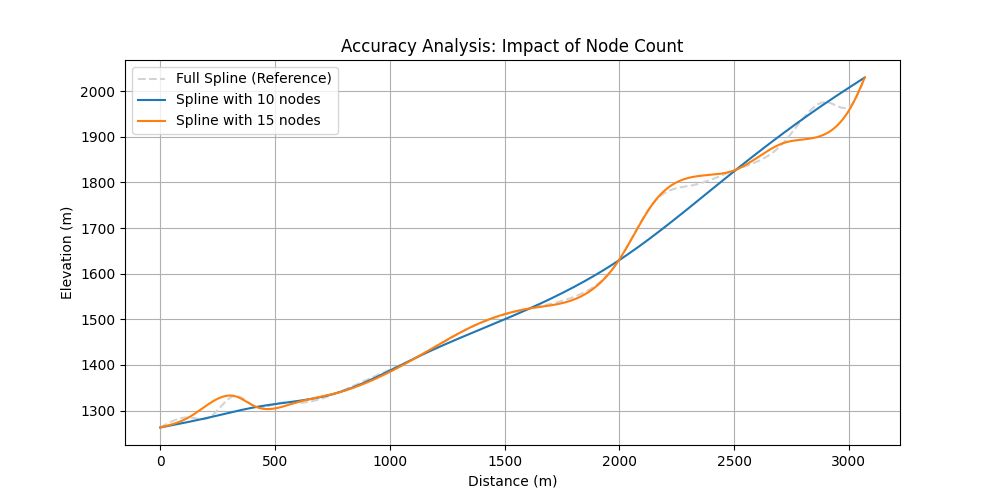 Accuracy Analysis: Impact of Node Count
Full Spline (Reference)
Spline with 10 nodes
Spline with 15 nodes
2000
1900
1800
1700
1600
1500
1400
1300
Elevation (m)
0 500 1000 1500 2000 2500 3000
Distance (m)